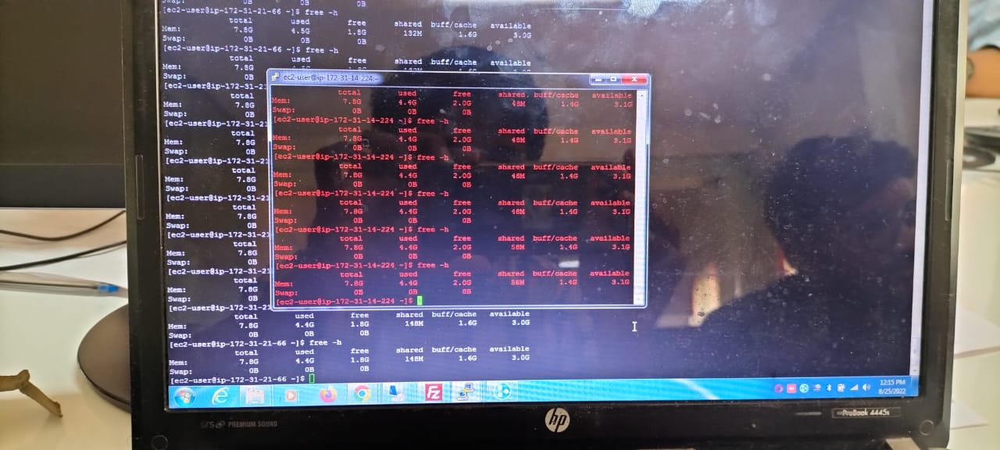 Swap: 0B 0B 0B
[ec2-user@ip-172-31-21-66 ~]$ free -h
total used free shared buff/cache available
Mem: 7.8G 4.5G 1.8G 132M 1.6G 3.0G
Swap: 0B 0B 0B
[ec2-user@ip-172-31-21-66 ~]$ free -h
total used free shared buff/cache available
Mem: 7.8G
Swap: 0B
[ec2-user@ip-172-31-21
total
Mem: 7.8G
Swap: 0B
[ec2-user@ip-172-31-21
total
Mem: 7.8G
Swap: 0B
[ec2-user@ip-172-31-21
total
Mem: 7.8G
Swap: 0B
[ec2-user@ip-172-31-21
total
Mem: 7.8G
Swap: 0B
[ec2-user@ip-172-31-21
total
Mem: 7.8G
Swap: 0B
[ec2-user@ip-172-31-21
total
Mem: 7.8G
Swap: 0B
[ec2-user@ip-172-31-21
total used free shared buff/cache available
Mem: 7.8G 4.4G 1.8G 148M 1.6G 3.0G
Swap: 0B 0B 0B
[ec2-user@ip-172-31-21-66 ~]$ free -h
total used free shared buff/cache available
Mem: 7.8G 4.4G 1.8G 148M 1.6G 3.0G
Swap: 0B 0B 0B
[ec2-user@ip-172-31-21-66 ~]$
ec2-user@ip-172-31-14-224:~
total used free shared buff/cache available
Mem: 7.8G 4.4G 2.0G 48M 1.4G 3.1G
Swap: 0B 0B 0B
[ec2-user@ip-172-31-14-224 ~]$ free -h
total used free shared buff/cache available
Mem: 7.8G 4.4G 2.0G 48M 1.4G 3.1G
Swap: 0B 0B 0B
[ec2-user@ip-172-31-14-224 ~]$ free -h
total used free shared buff/cache available
Mem: 7.8G 4.4G 2.0G 48M 1.4G 3.1G
Swap: 0B 0B 0B
[ec2-user@ip-172-31-14-224 ~]$ free -h
total used free shared buff/cache available
Mem: 7.8G 4.4G 2.0G 48M 1.4G 3.1G
Swap: 0B 0B 0B
[ec2-user@ip-172-31-14-224 ~]$ free -h
total used free shared buff/cache available
Mem: 7.8G 4.4G 2.0G 56M 1.4G 3.1G
Swap: 0B 0B 0B
[ec2-user@ip-172-31-14-224 ~]$ free -h
total used free shared buff/cache available
Mem: 7.8G 4.4G 2.0G 56M 1.4G 3.1G
Swap: 0B 0B 0B
[ec2-user@ip-172-31-14-224 ~]$
Fz
12:15 PM
8/25/2022
SRS PREMIUM SOUND
hp
ProBook 4445s